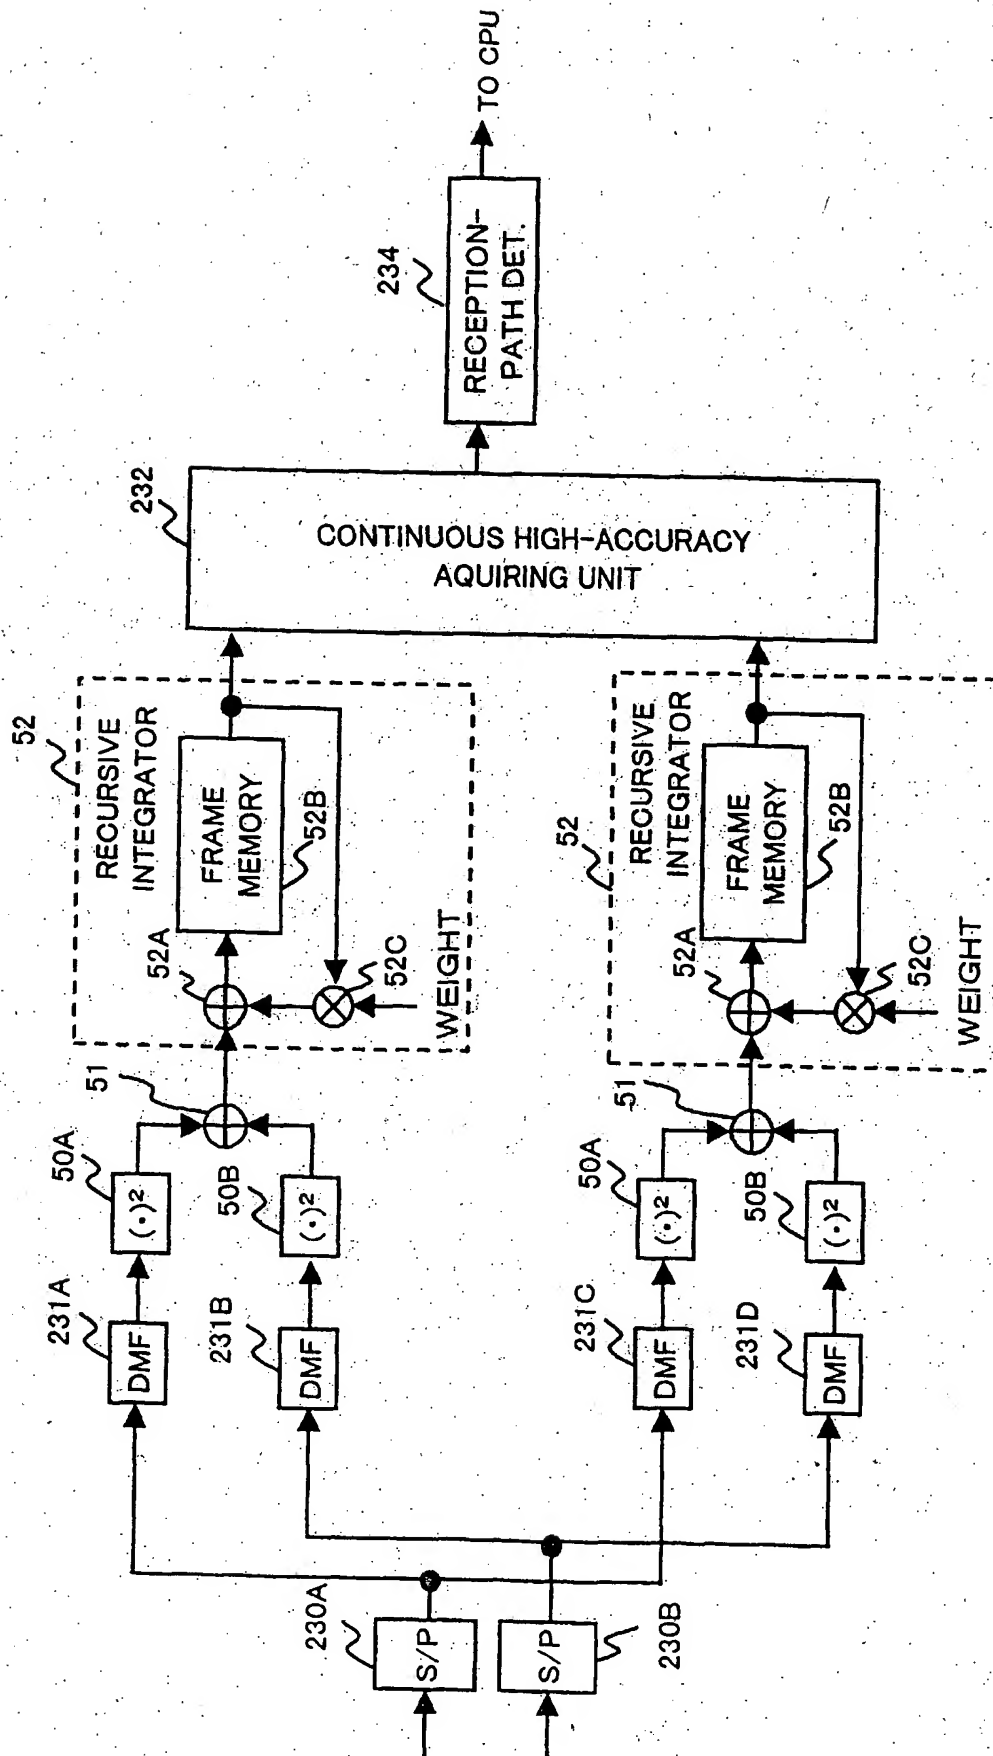 230A
S/P
S/P
230B
231A
DMF
231B
DMF
231C
DMF
231D
DMF
50A
(·)²
50B
(·)²
51
50A
(·)²
50B
(·)²
51
52
RECURSIVE
INTEGRATOR
FRAME
MEMORY
52A
52B
52C
WEIGHT
52
RECURSIVE
INTEGRATOR
FRAME
MEMORY
52A
52B
52C
WEIGHT
232
CONTINUOUS HIGH-ACCURACY
AQUIRING UNIT
234
RECEPTION-
PATH DET.
TO CPU